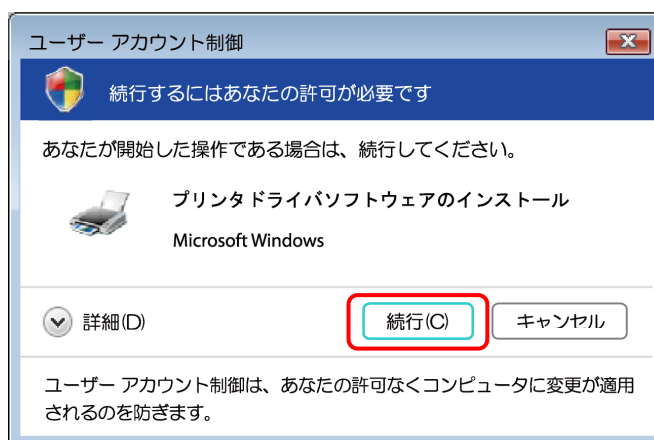 ユーザー アカウント制御
続行するにはあなたの許可が必要です
あなたが開始した操作である場合は、続行してください。
プリンタドライバソフトウェアのインストール
Microsoft Windows
詳細(D)
続行(C)
キャンセル
ユーザー アカウント制御は、あなたの許可なくコンピュータに変更が適用
されるのを防ぎます。